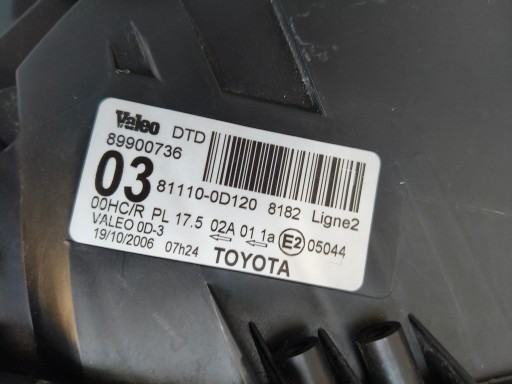 Valeo DTD
89900736
03 81110-0D120 8182 Ligne2
00HC/R PL 17.5 02A 01 1a E2 05044
VALEO 0D-3
19/10/2006 07h24 TOYOTA